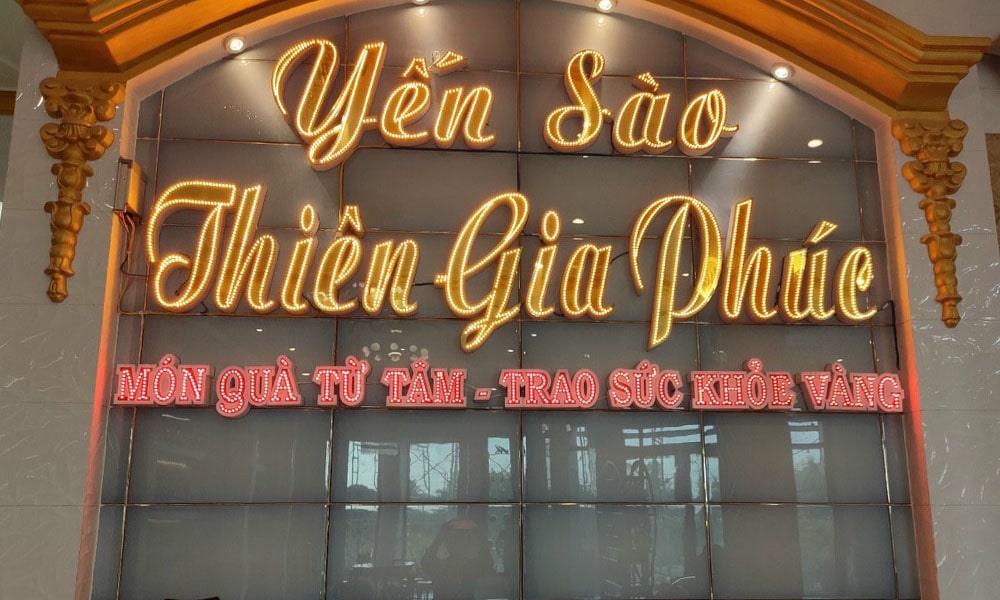 Yến Sào
Thiên Gia Phúc
MÓN QUÀ TỪ TÂM - TRAO SỨC KHỎE VÀNG